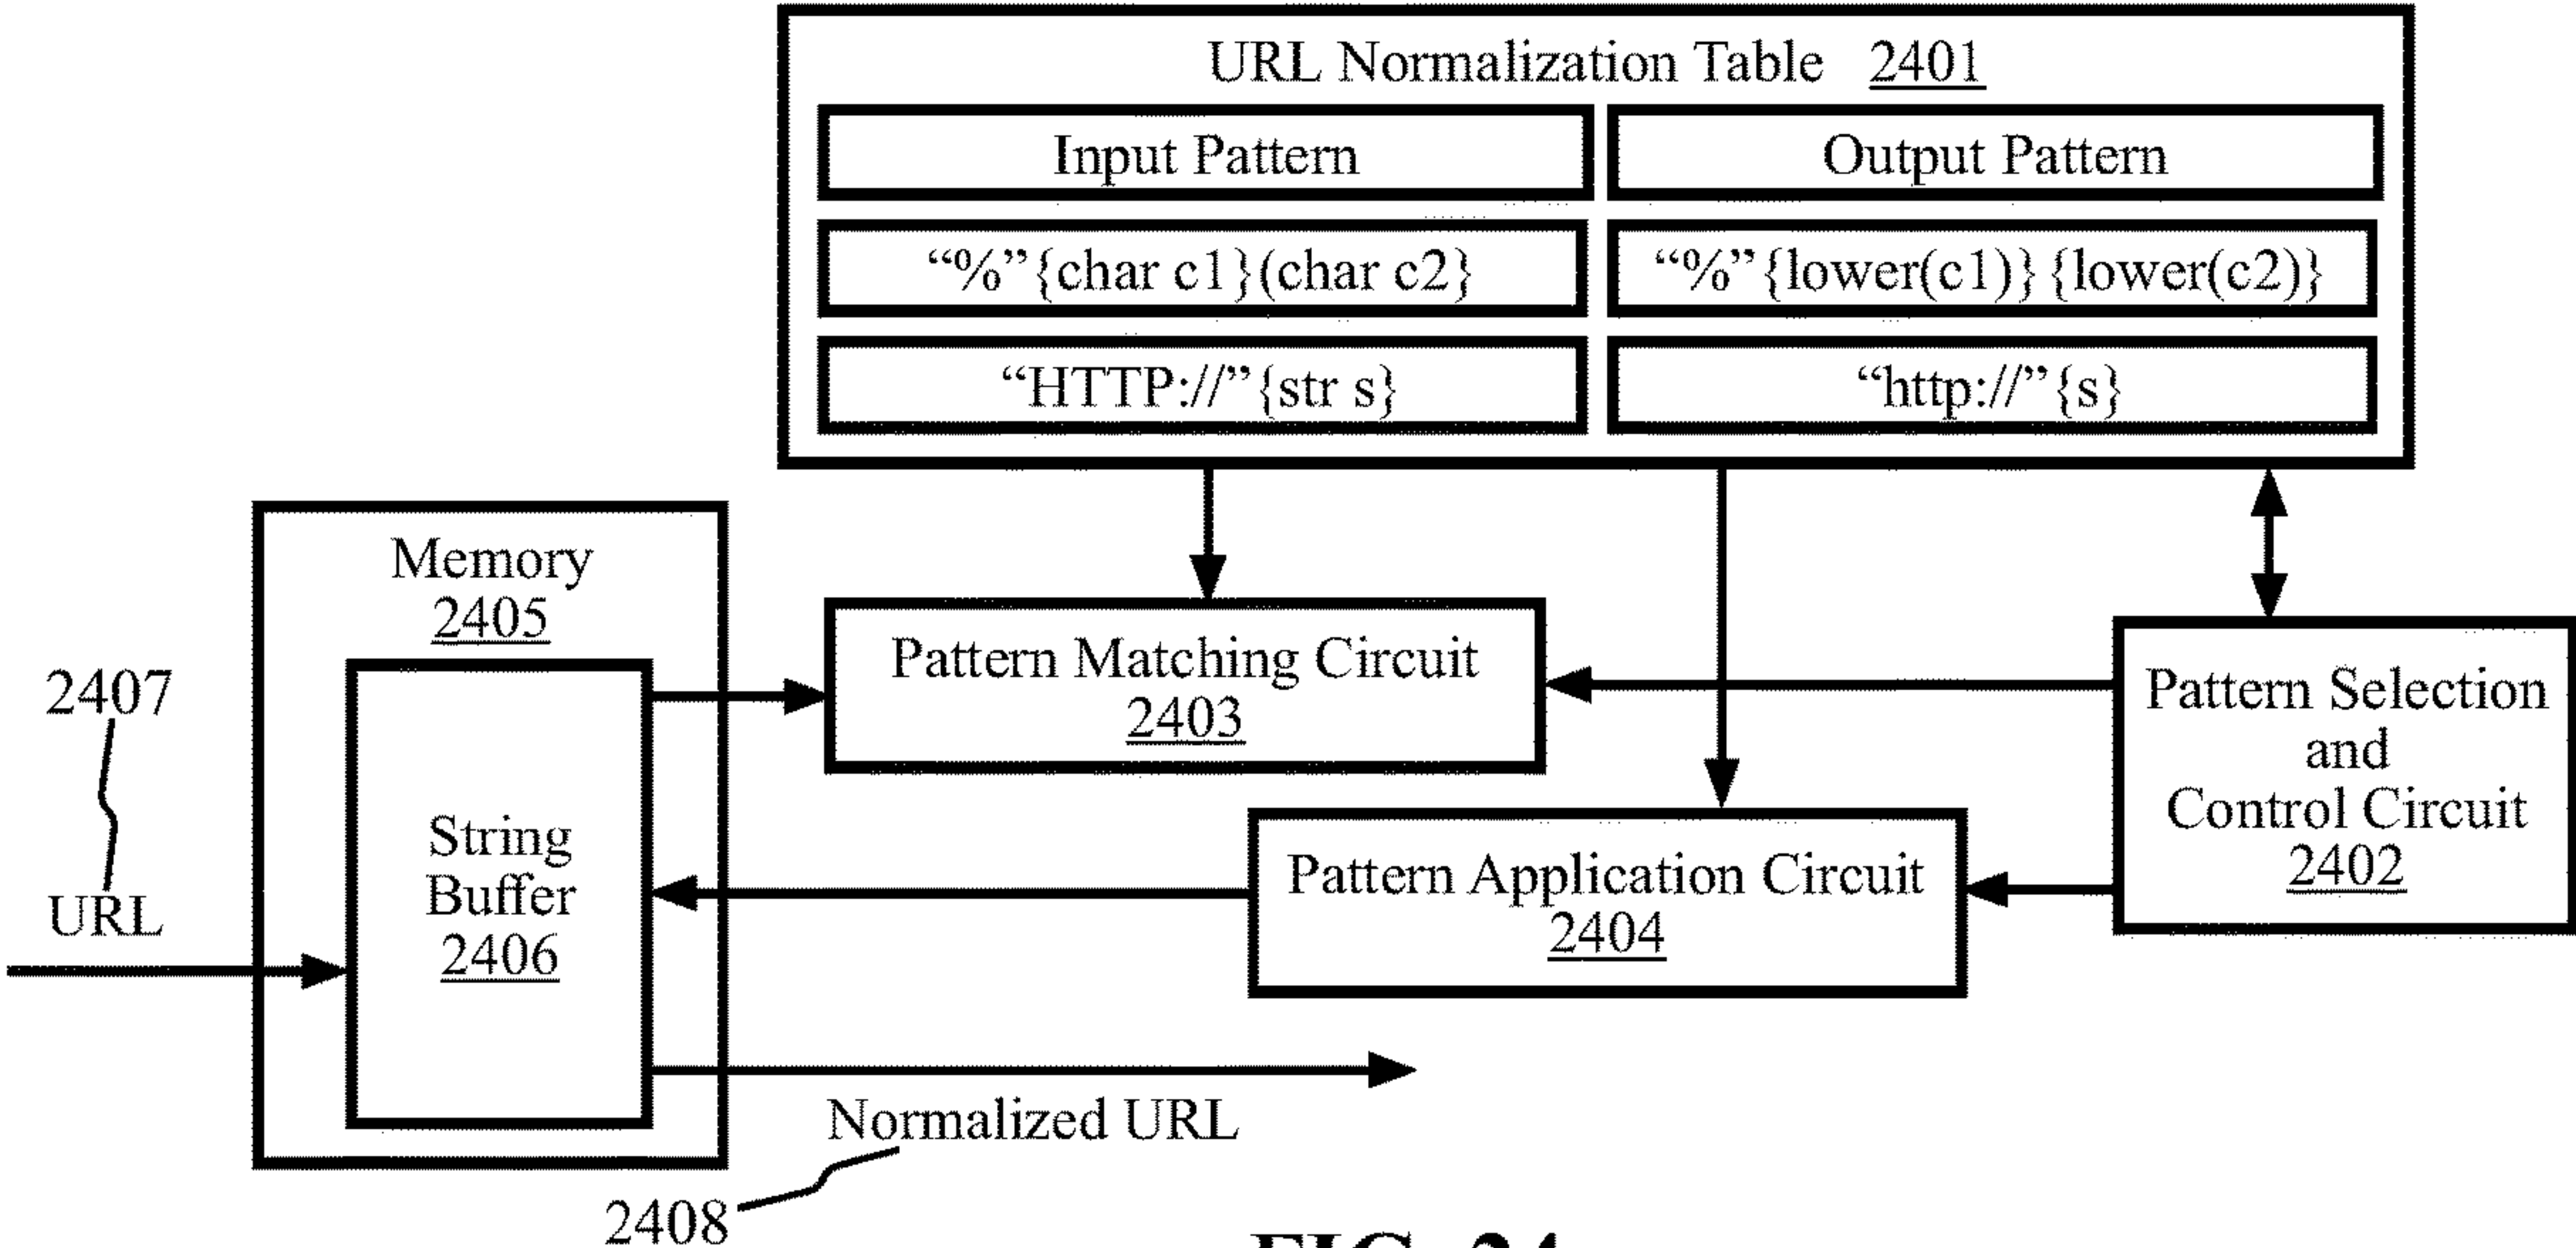 URL Normalization Table 2401
Input Pattern
Output Pattern
“%”{char c1}(char c2}
“%”{lower(c1)}{lower(c2)}
“HTTP://”{str s}
“http://”{s}
Memory
2405
String
Buffer
2406
2407
URL
Pattern Matching Circuit
2403
Pattern Application Circuit
2404
Pattern Selection
and
Control Circuit
2402
Normalized URL
2408
FIG. 24